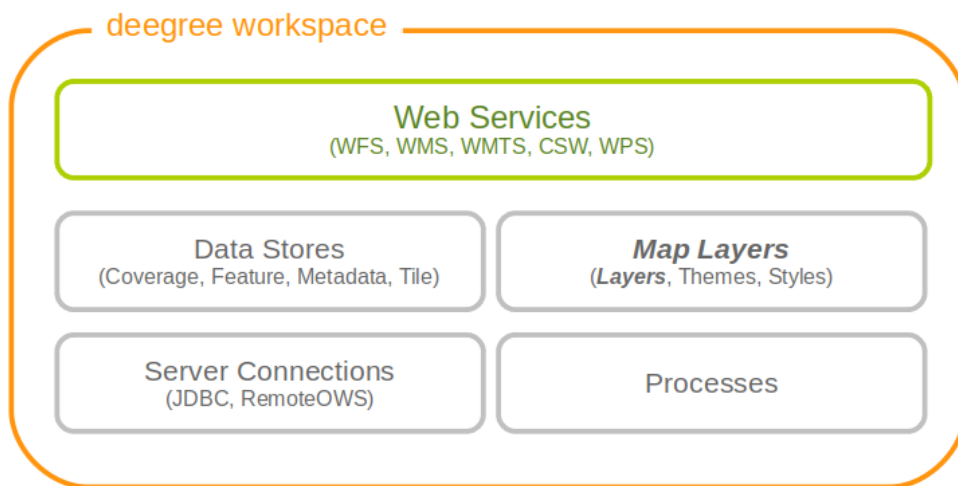 deegree workspace
Web Services
(WFS, WMS, WMTS, CSW, WPS)
Data Stores
(Coverage, Feature, Metadata, Tile)
Map Layers
(Layers, Themes, Styles)
Server Connections
(JDBC, RemoteOWS)
Processes